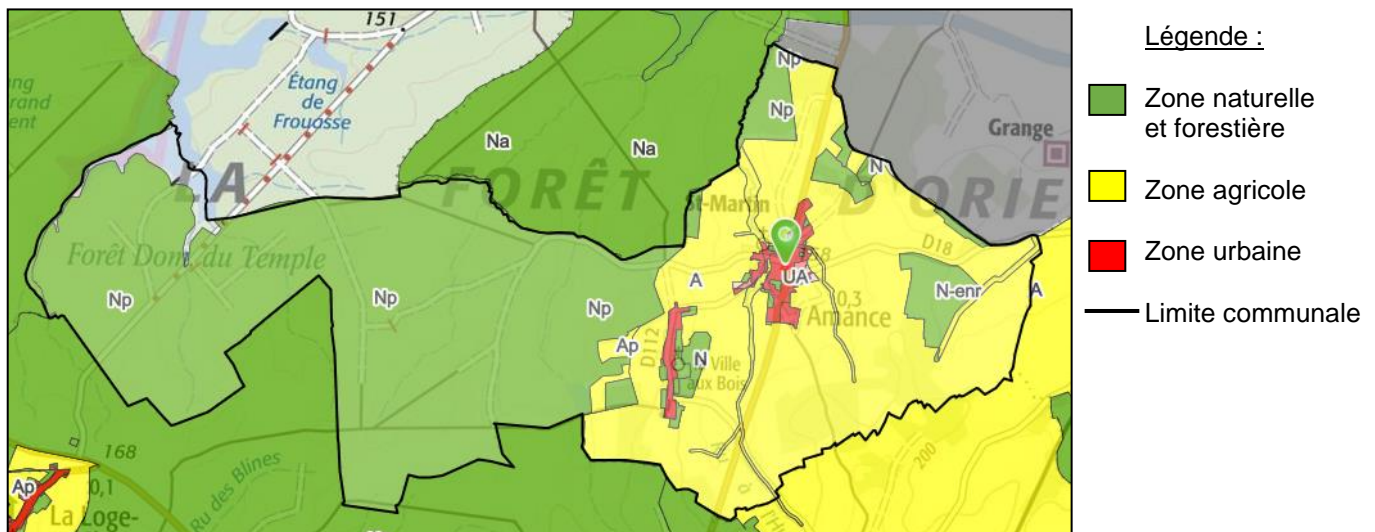 151
Np
Légende :
Étang
de
Frouasse
Zone naturelle
et forestière
Np
Grange
Na
Na
N
LA FORÊT D'ORIE
Zone agricole
St-Martin
D18
Forêt Dom du Temple
Zone urbaine
UA
A
N-enr
A
Np
Np
Np
0,3
Amance
Limite communale
D112
Ap
N
Ville
aux Bois
168
200
Ru des Blines
Ap
0,1
La Loge-